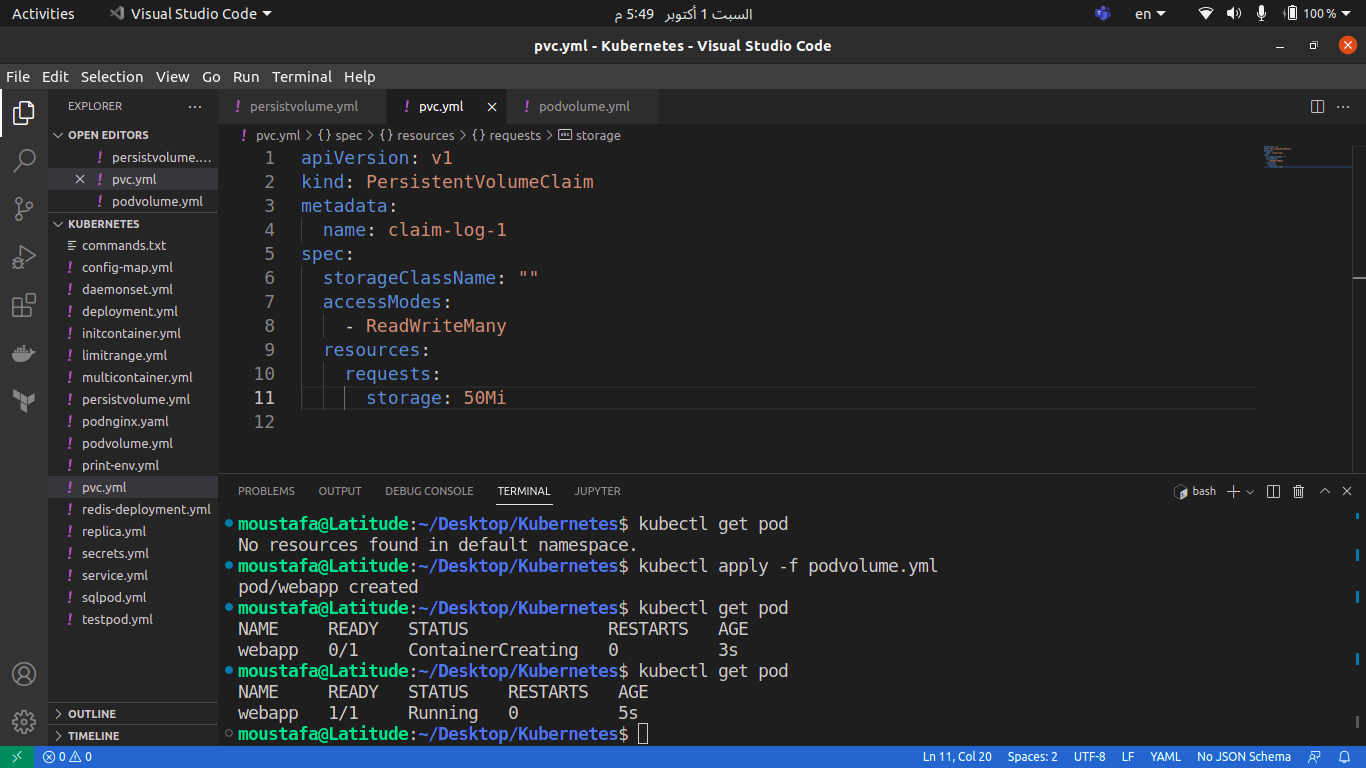 Activities
Visual Studio Code
السبت 1 أكتوبر 5:49 م
en
100 %
pvc.yml - Kubernetes - Visual Studio Code
File Edit Selection View Go Run Terminal Help
EXPLORER
OPEN EDITORS
persistvolume....
pvc.yml
podvolume.yml
KUBERNETES
commands.txt
config-map.yml
daemonset.yml
deployment.yml
initcontainer.yml
limitrange.yml
multicontainer.yml
persistvolume.yml
podnginx.yaml
podvolume.yml
print-env.yml
pvc.yml
redis-deployment.yml
replica.yml
secrets.yml
service.yml
sqlpod.yml
testpod.yml
OUTLINE
TIMELINE
persistvolume.yml
pvc.yml
podvolume.yml
pvc.yml > {} spec > {} resources > {} requests > abc storage
1 apiVersion: v1
2 kind: PersistentVolumeClaim
3 metadata:
4 name: claim-log-1
5 spec:
6 storageClassName: ""
7 accessModes:
8 - ReadWriteMany
9 resources:
10 requests:
11 storage: 50Mi
12
PROBLEMS OUTPUT DEBUG CONSOLE TERMINAL JUPYTER
bash
moustafa@Latitude:~/Desktop/Kubernetes$ kubectl get pod
No resources found in default namespace.
moustafa@Latitude:~/Desktop/Kubernetes$ kubectl apply -f podvolume.yml
pod/webapp created
moustafa@Latitude:~/Desktop/Kubernetes$ kubectl get pod
NAME READY STATUS RESTARTS AGE
webapp 0/1 ContainerCreating 0 3s
moustafa@Latitude:~/Desktop/Kubernetes$ kubectl get pod
NAME READY STATUS RESTARTS AGE
webapp 1/1 Running 0 5s
moustafa@Latitude:~/Desktop/Kubernetes$
0 0
Ln 11, Col 20 Spaces: 2 UTF-8 LF YAML No JSON Schema